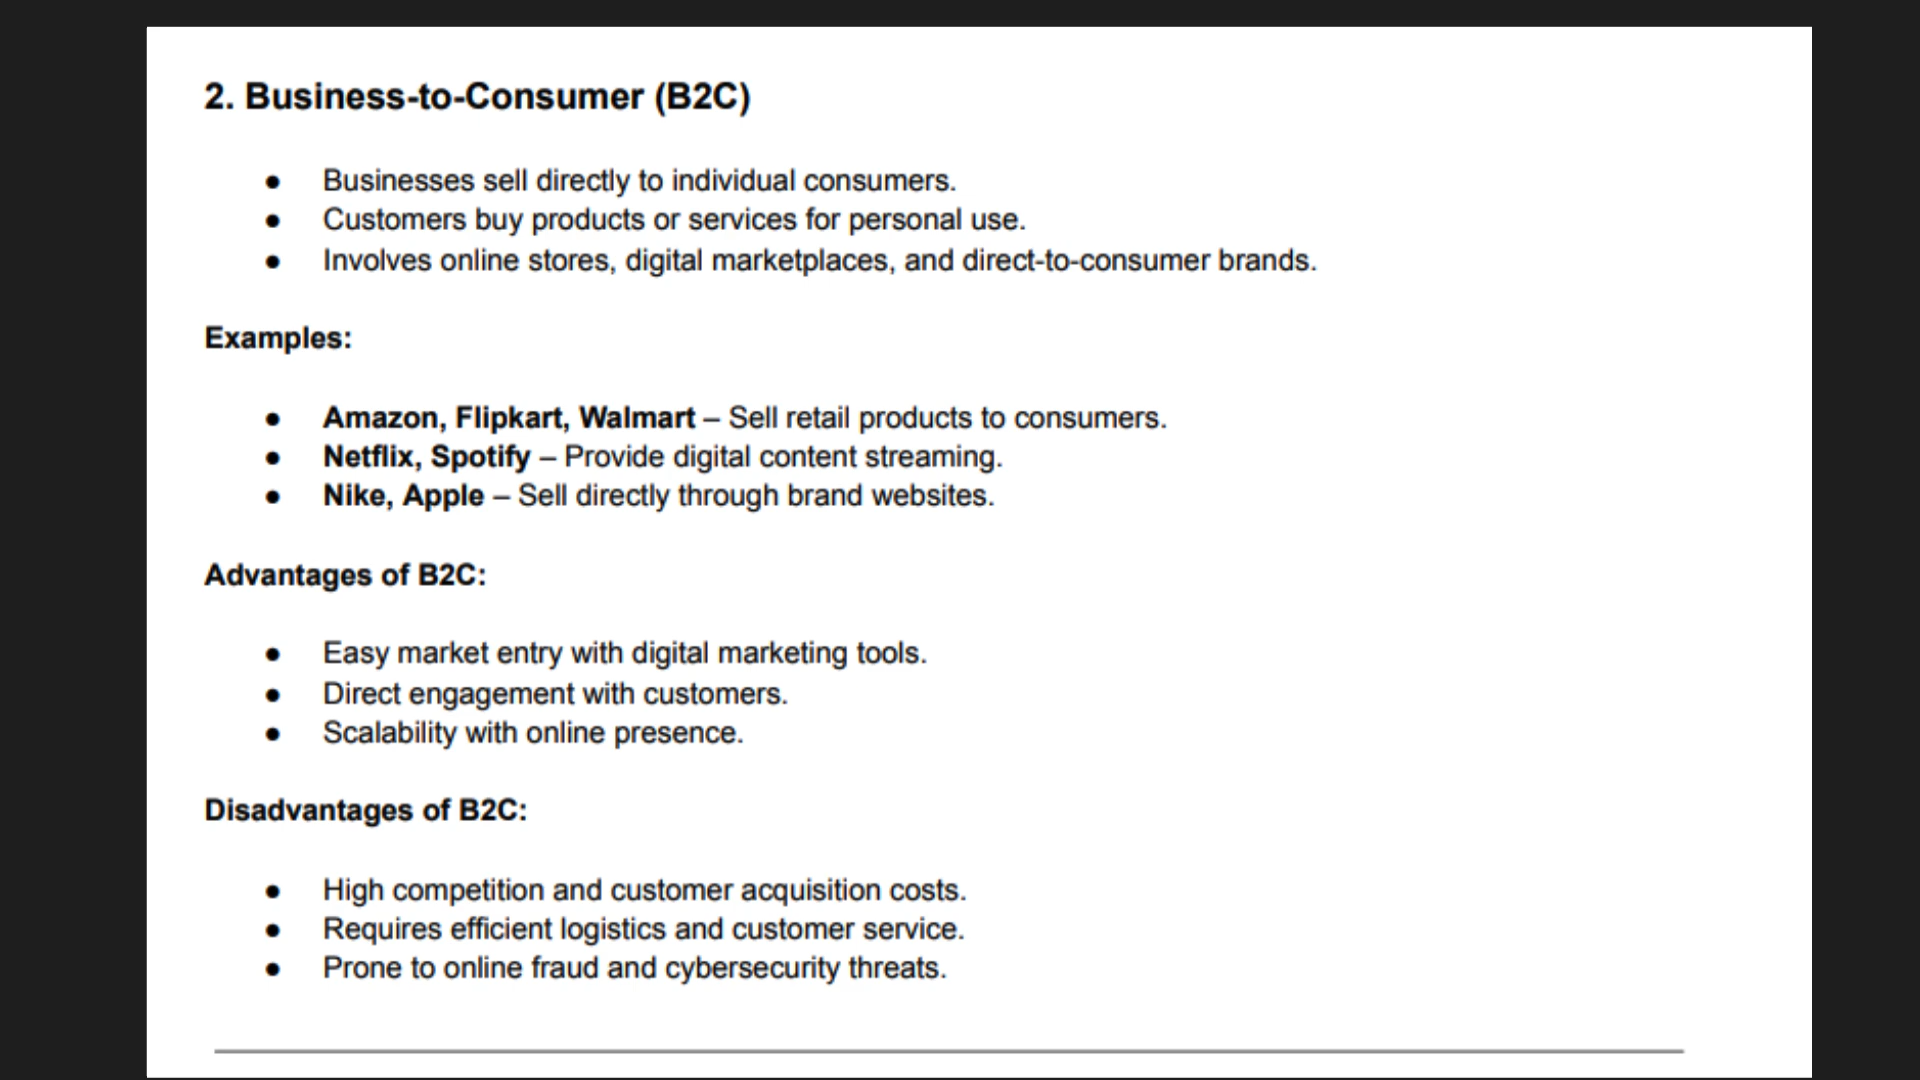 2. Business-to-Consumer (B2C)
● Businesses sell directly to individual consumers.
● Customers buy products or services for personal use.
● Involves online stores, digital marketplaces, and direct-to-consumer brands.
Examples:
● Amazon, Flipkart, Walmart – Sell retail products to consumers.
● Netflix, Spotify – Provide digital content streaming.
● Nike, Apple – Sell directly through brand websites.
Advantages of B2C:
● Easy market entry with digital marketing tools.
● Direct engagement with customers.
● Scalability with online presence.
Disadvantages of B2C:
● High competition and customer acquisition costs.
● Requires efficient logistics and customer service.
● Prone to online fraud and cybersecurity threats.